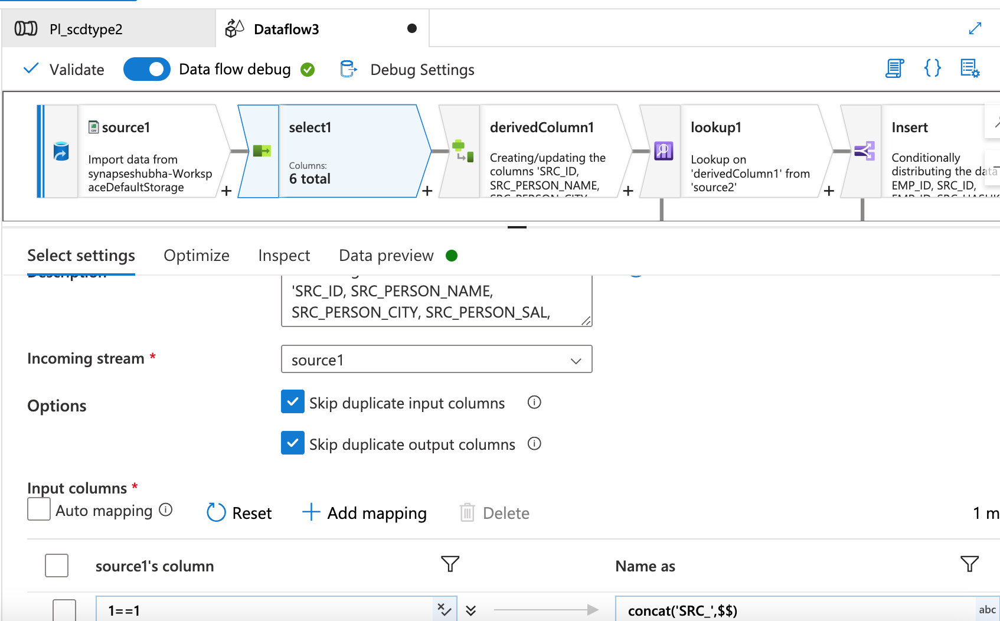 Pl_scdtype2
Dataflow3
Validate
Data flow debug
Debug Settings
source1
Import data from
synapseshubha-Worksp
aceDefaultStorage
+
select1
Columns:
6 total
+
derivedColumn1
Creating/updating the
columns 'SRC_ID,
SRC_PERSON_NAME,
SRC_PERSON_CITY,
+
lookup1
Lookup on
'derivedColumn1' from
'source2'
+
Insert
Conditionally
distributing the data
EMP_ID, SRC_ID,
Select settings
Optimize
Inspect
Data preview
Description
'SRC_ID, SRC_PERSON_NAME,
SRC_PERSON_CITY, SRC_PERSON_SAL,
Incoming stream *
source1
Options
Skip duplicate input columns
Skip duplicate output columns
Input columns *
Auto mapping
Reset
Add mapping
Delete
1 m
source1's column
Name as
1==1
concat('SRC_',$$)
abc